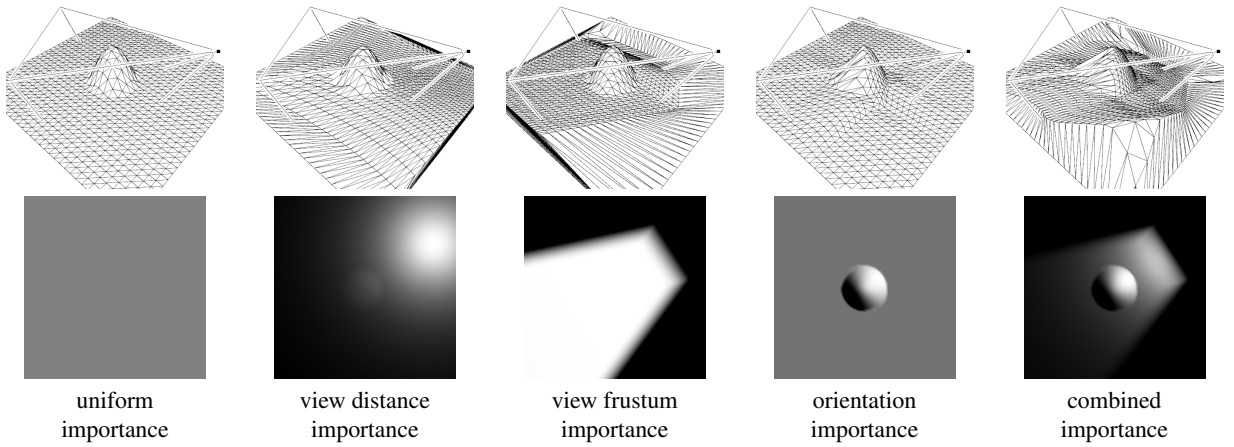 uniform
importance
view distance
importance
view frustum
importance
orientation
importance
combined
importance